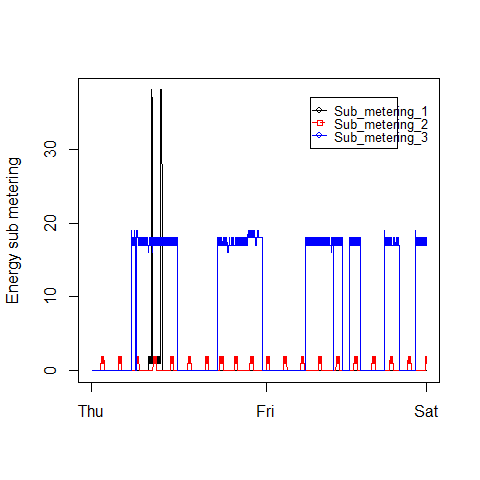 Energy sub metering
30
20
10
0
Sub_metering_1
Sub_metering_2
Sub_metering_3
Thu Fri Sat